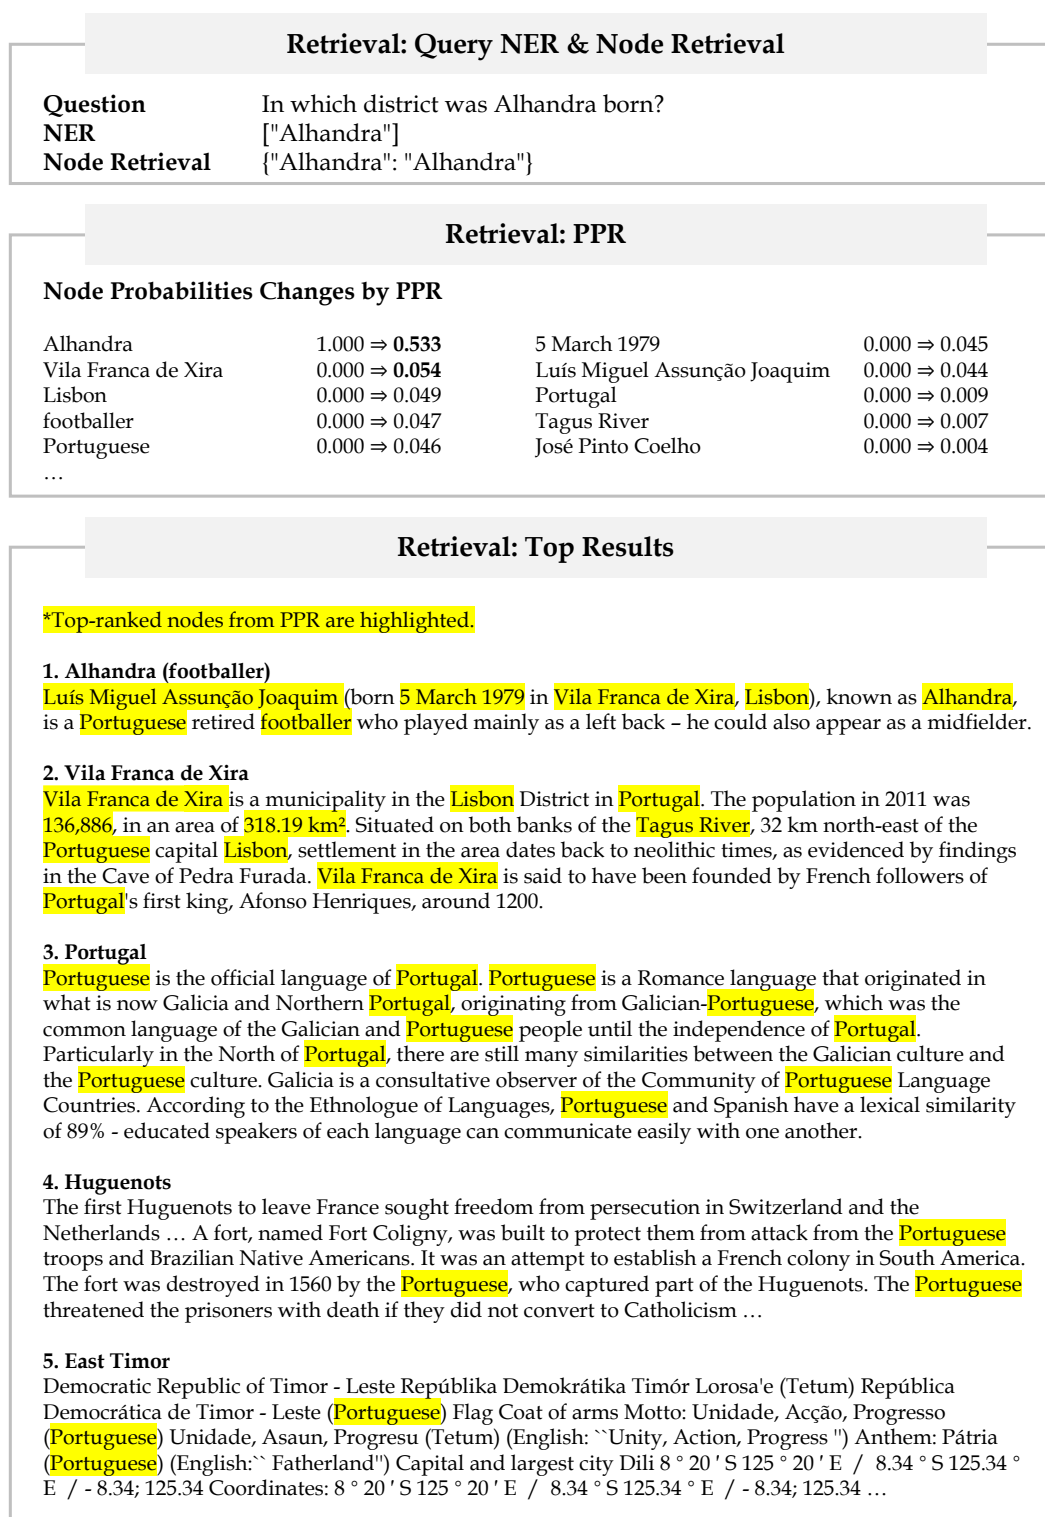 Retrieval: Query NER & Node Retrieval
Question In which district was Alhandra born?
NER ["Alhandra"]
Node Retrieval {"Alhandra": "Alhandra"}
Retrieval: PPR
Node Probabilities Changes by PPR
Alhandra 1.000 ⇒ 0.533 5 March 1979 0.000 ⇒ 0.045
Vila Franca de Xira 0.000 ⇒ 0.054 Luís Miguel Assunção Joaquim 0.000 ⇒ 0.044
Lisbon 0.000 ⇒ 0.049 Portugal 0.000 ⇒ 0.009
footballer 0.000 ⇒ 0.047 Tagus River 0.000 ⇒ 0.007
Portuguese 0.000 ⇒ 0.046 José Pinto Coelho 0.000 ⇒ 0.004
…
Retrieval: Top Results
*Top-ranked nodes from PPR are highlighted.
1. Alhandra (footballer)
Luís Miguel Assunção Joaquim (born 5 March 1979 in Vila Franca de Xira, Lisbon), known as Alhandra,
is a Portuguese retired footballer who played mainly as a left back – he could also appear as a midfielder.
2. Vila Franca de Xira
Vila Franca de Xira is a municipality in the Lisbon District in Portugal. The population in 2011 was
136,886, in an area of 318.19 km². Situated on both banks of the Tagus River, 32 km north-east of the
Portuguese capital Lisbon, settlement in the area dates back to neolithic times, as evidenced by findings
in the Cave of Pedra Furada. Vila Franca de Xira is said to have been founded by French followers of
Portugal's first king, Afonso Henriques, around 1200.
3. Portugal
Portuguese is the official language of Portugal. Portuguese is a Romance language that originated in
what is now Galicia and Northern Portugal, originating from Galician-Portuguese, which was the
common language of the Galician and Portuguese people until the independence of Portugal.
Particularly in the North of Portugal, there are still many similarities between the Galician culture and
the Portuguese culture. Galicia is a consultative observer of the Community of Portuguese Language
Countries. According to the Ethnologue of Languages, Portuguese and Spanish have a lexical similarity
of 89% - educated speakers of each language can communicate easily with one another.
4. Huguenots
The first Huguenots to leave France sought freedom from persecution in Switzerland and the
Netherlands … A fort, named Fort Coligny, was built to protect them from attack from the Portuguese
troops and Brazilian Native Americans. It was an attempt to establish a French colony in South America.
The fort was destroyed in 1560 by the Portuguese, who captured part of the Huguenots. The Portuguese
threatened the prisoners with death if they did not convert to Catholicism …
5. East Timor
Democratic Republic of Timor - Leste Repúblika Demokrátika Timór Lorosa'e (Tetum) República
Democrática de Timor - Leste (Portuguese) Flag Coat of arms Motto: Unidade, Acção, Progresso
(Portuguese) Unidade, Asaun, Progresu (Tetum) (English: ``Unity, Action, Progress '') Anthem: Pátria
(Portuguese) (English:`` Fatherland'') Capital and largest city Dili 8 ° 20 ′ S 125 ° 20 ′ E / 8.34 ° S 125.34 °
E / - 8.34; 125.34 Coordinates: 8 ° 20 ′ S 125 ° 20 ′ E / 8.34 ° S 125.34 ° E / - 8.34; 125.34 …